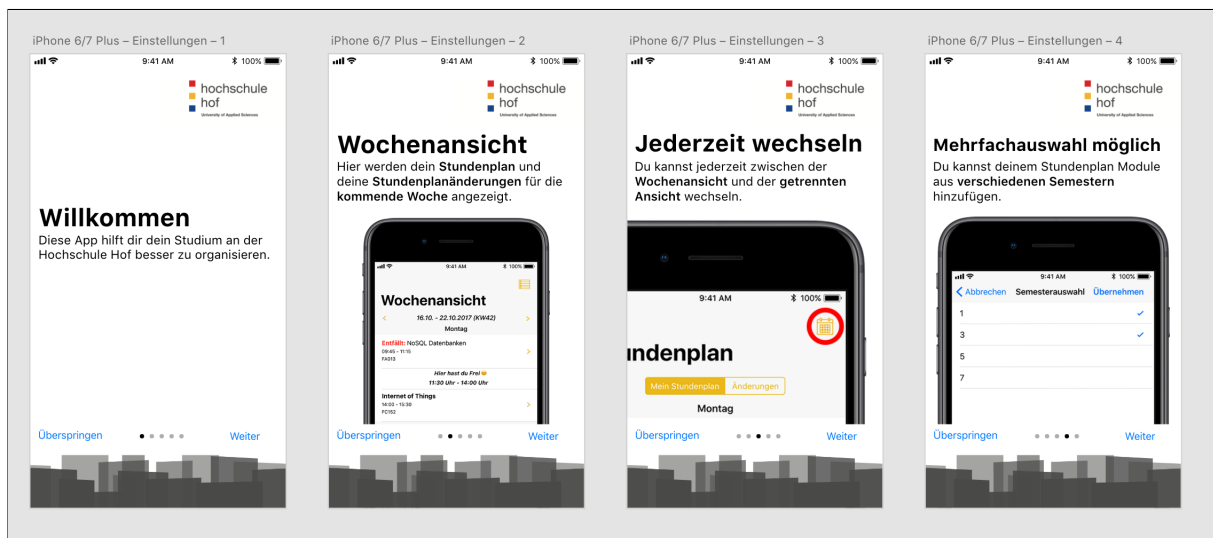 iPhone 6/7 Plus – Einstellungen – 1
9:41 AM
100%
hochschule
hof
University of Applied Sciences
Willkommen
Diese App hilft dir dein Studium an der
Hochschule Hof besser zu organisieren.
Überspringen
Weiter
iPhone 6/7 Plus – Einstellungen – 2
9:41 AM
100%
hochschule
hof
University of Applied Sciences
Wochenansicht
Hier werden dein Stundenplan und
deine Stundenplanänderungen für die
kommende Woche angezeigt.
9:41 AM
100%
Wochenansicht
16.10. - 22.10.2017 (KW42)
Montag
Entfällt: NoSQL Datenbanken
09:45 - 11:15
FA013
Hier hast du Frei
11:30 Uhr - 14:00 Uhr
Internet of Things
14:00 - 15:30
FC152
Überspringen
Weiter
iPhone 6/7 Plus – Einstellungen – 3
9:41 AM
100%
hochschule
hof
University of Applied Sciences
Jederzeit wechseln
Du kannst jederzeit zwischen der
Wochenansicht und der getrennten
Ansicht wechseln.
9:41 AM
100%
undenplan
Mein Stundenplan
Änderungen
Montag
Überspringen
Weiter
iPhone 6/7 Plus – Einstellungen – 4
9:41 AM
100%
hochschule
hof
University of Applied Sciences
Mehrfachauswahl möglich
Du kannst deinem Stundenplan Module
aus verschiedenen Semestern
hinzufügen.
9:41 AM
100%
Abbrechen
Semesterauswahl
Übernehmen
1
3
5
7
Überspringen
Weiter